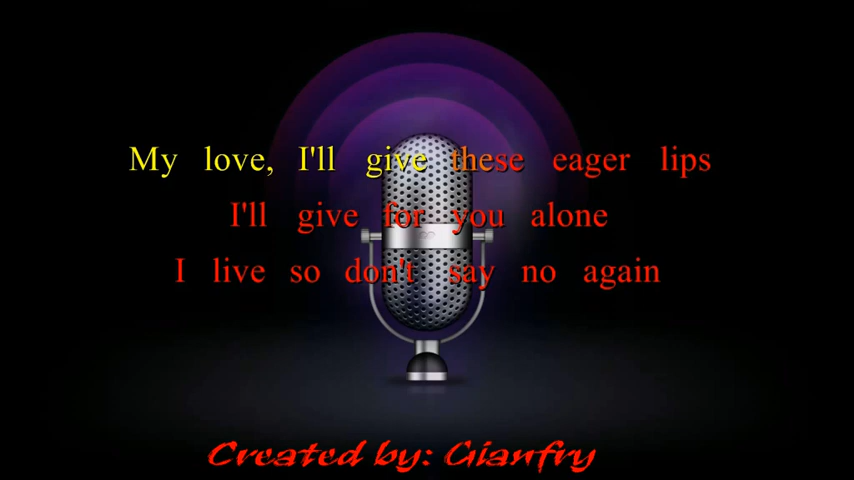 My love, I'll give these eager lips
I'll give for you alone
I live so don't say no again
Created by: Gianfry